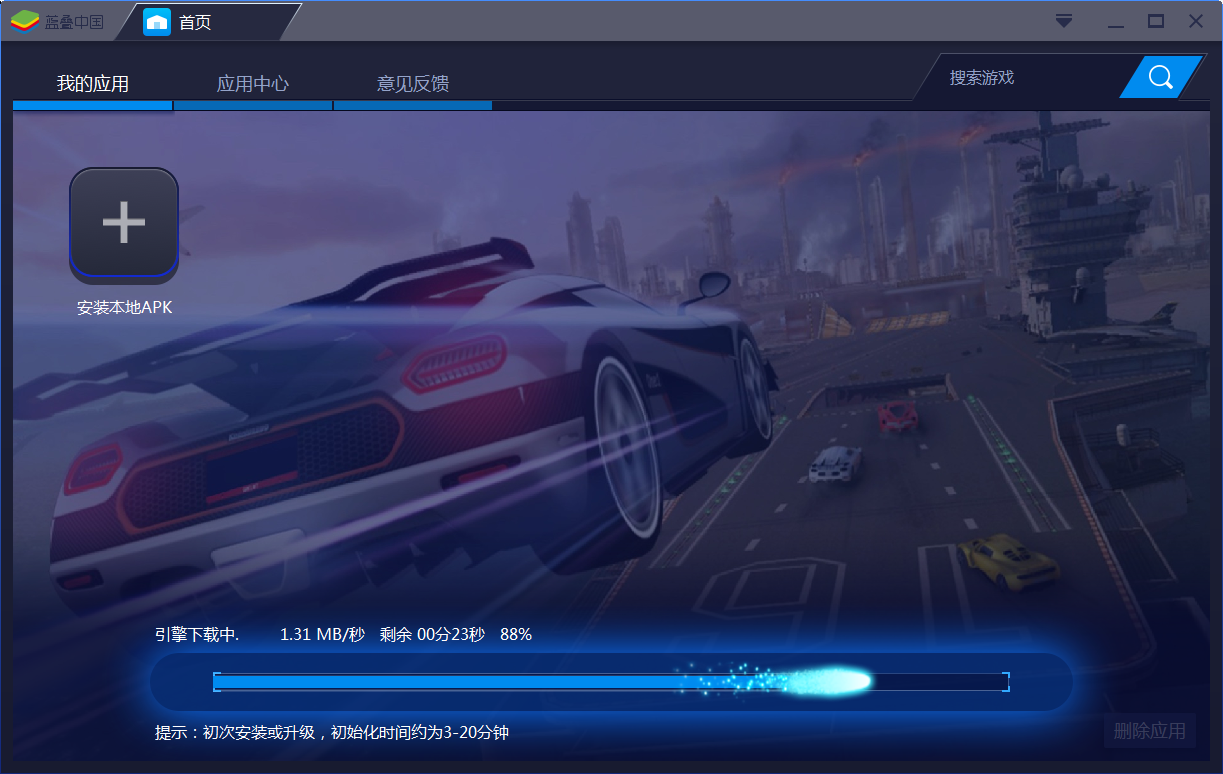 蓝叠中国
首页
我的应用
应用中心
意见反馈
搜索游戏
安装本地APK
引擎下载中. 1.31 MB/秒 剩余 00分23秒 88%
提示：初次安装或升级，初始化时间约为3-20分钟
删除应用